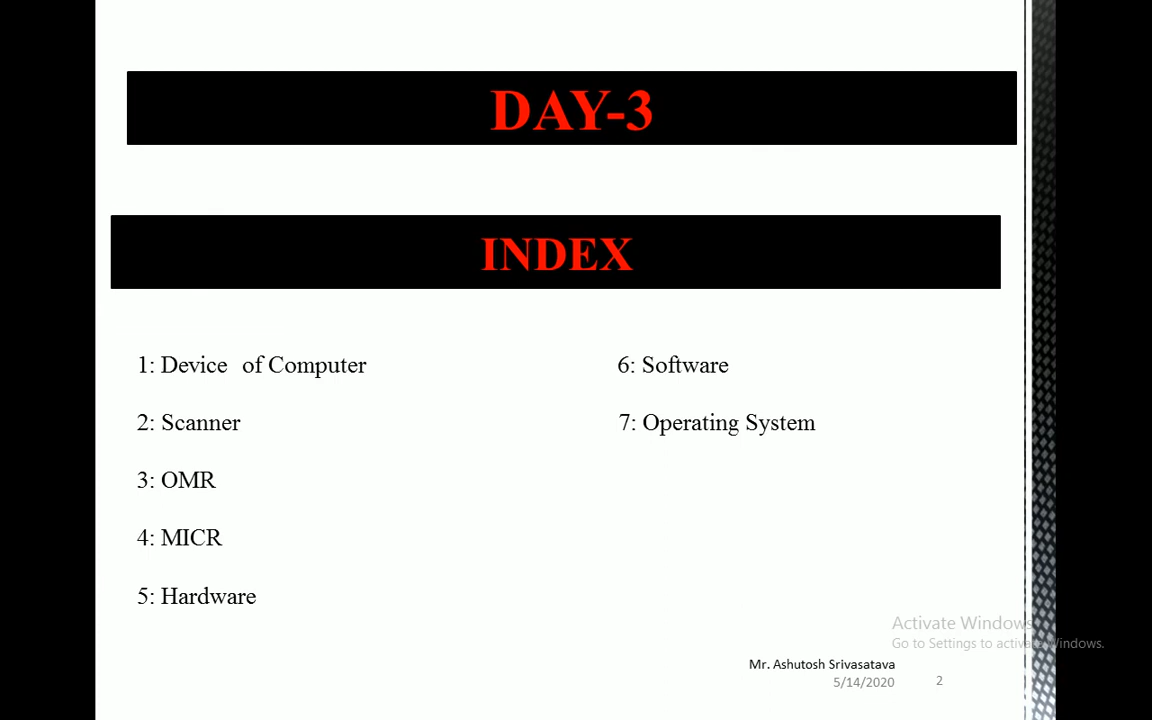 DAY-3
INDEX
1: Device of Computer
2: Scanner
3: OMR
4: MICR
5: Hardware
6: Software
7: Operating System
Activate Windows
Go to Settings to activate Windows.
Mr. Ashutosh Srivasatava
5/14/2020
2